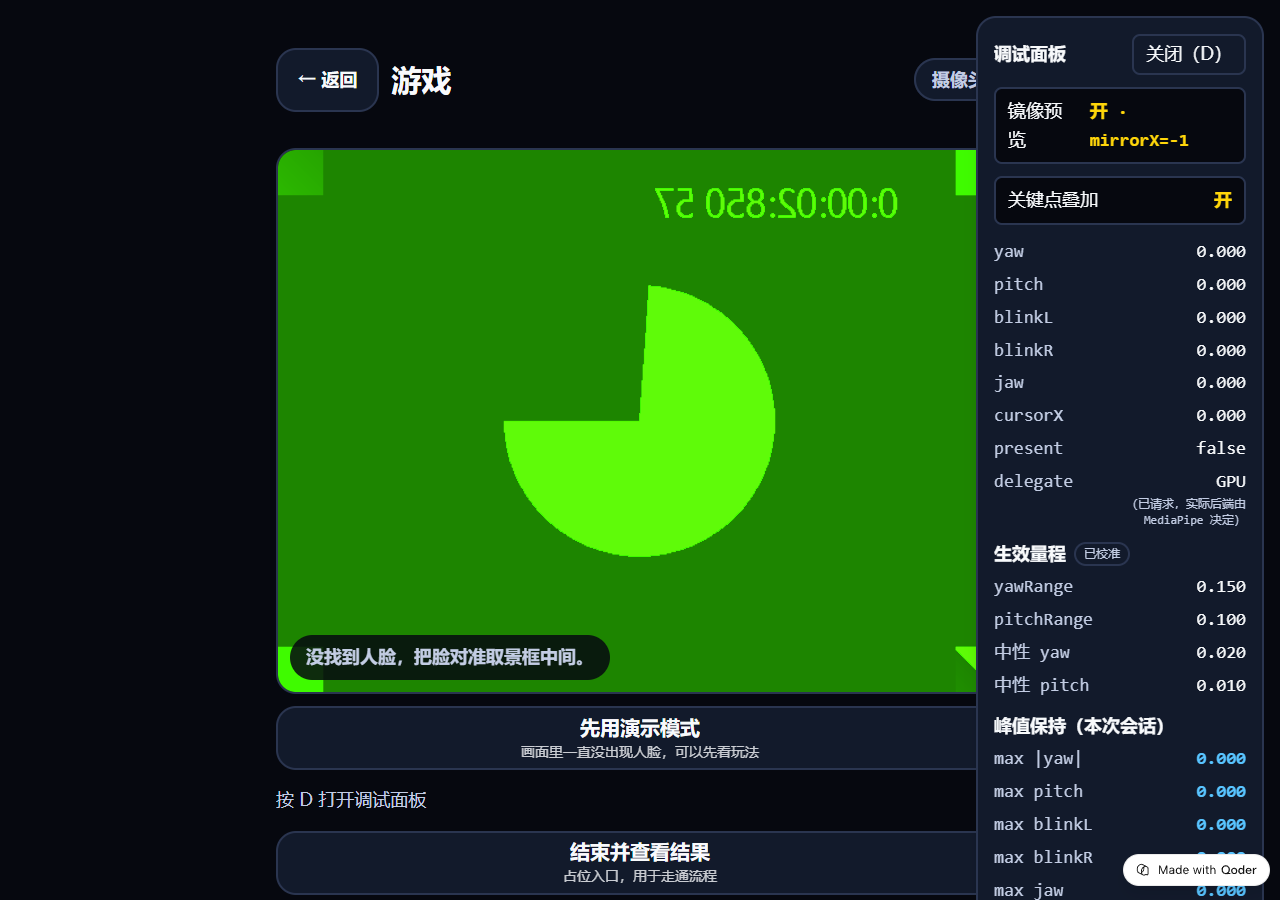 ← 返回
游戏
摄像头
0:00:02:850 57
没找到人脸，把脸对准取景框中间。
先用演示模式
画面里一直没出现人脸，可以先看玩法
按 D 打开调试面板
结束并查看结果
占位入口，用于走通流程
调试面板
关闭（D）
镜像预览
开 · mirrorX=-1
关键点叠加 开
yaw 0.000
pitch 0.000
blinkL 0.000
blinkR 0.000
jaw 0.000
cursorX 0.000
present false
delegate GPU
(已请求，实际后端由
MediaPipe 决定)
生效量程 已校准
yawRange 0.150
pitchRange 0.100
中性 yaw 0.020
中性 pitch 0.010
峰值保持（本次会话）
max |yaw| 0.000
max pitch 0.000
max blinkL 0.000
max blinkR
max jaw 0.000
Made with Qoder